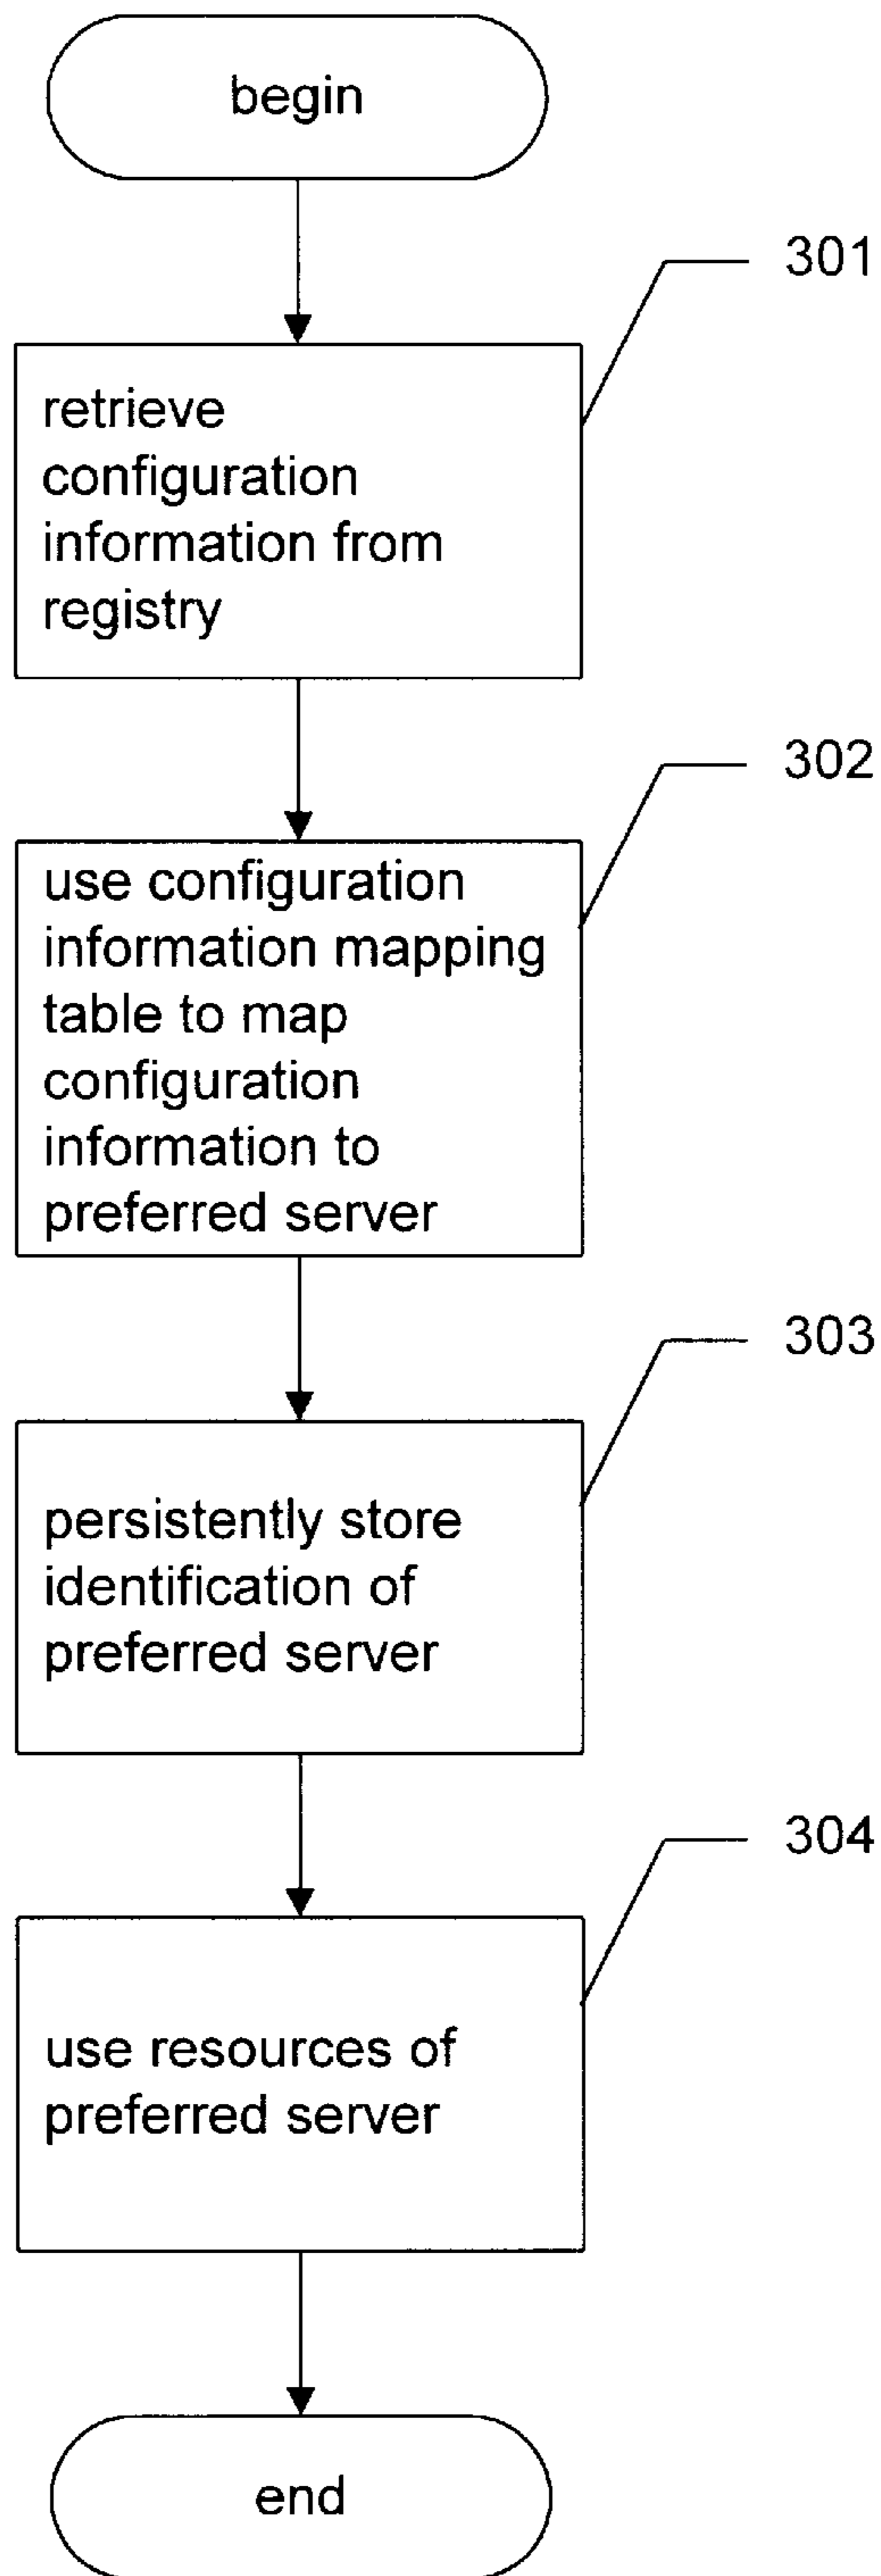 begin
301
retrieve
configuration
information from
registry
302
use configuration
information mapping
table to map
configuration
information to
preferred server
303
persistently store
identification of
preferred server
304
use resources of
preferred server
end